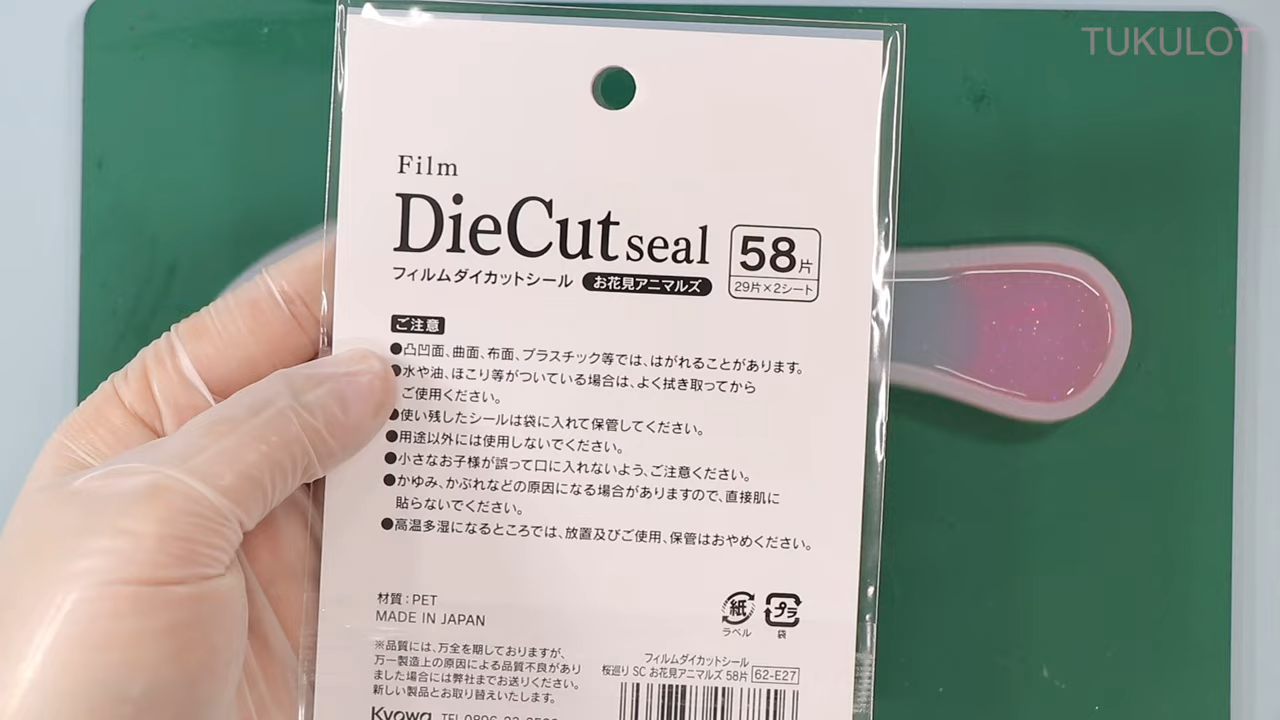 TUKULOT
Film
DieCut seal
58片
29片×2シート
フィルムダイカットシール お花見アニマルズ
ご注意
●凸凹面、曲面、布面、プラスチック等では、はがれることがあります。
●水や油、ほこり等がついている場合は、よく拭き取ってから
ご使用ください。
●使い残したシールは袋に入れて保管してください。
●用途以外には使用しないでください。
●小さなお子様が誤って口に入れないよう、ご注意ください。
●かゆみ、かぶれなどの原因になる場合がありますので、直接肌に
貼らないでください。
●高温多湿になるところでは、放置及びご使用、保管はおやめください。
材質:PET
MADE IN JAPAN
紙
ラベル
プラ
袋
※品質には、万全を期しておりますが、
万一製造上の原因による品質不良があり
ました場合には弊社までお送りください。
新しい製品とお取り替えいたします。
フィルムダイカットシール
桜巡り SC お花見アニマルズ 58片 62-E27
Kyowa